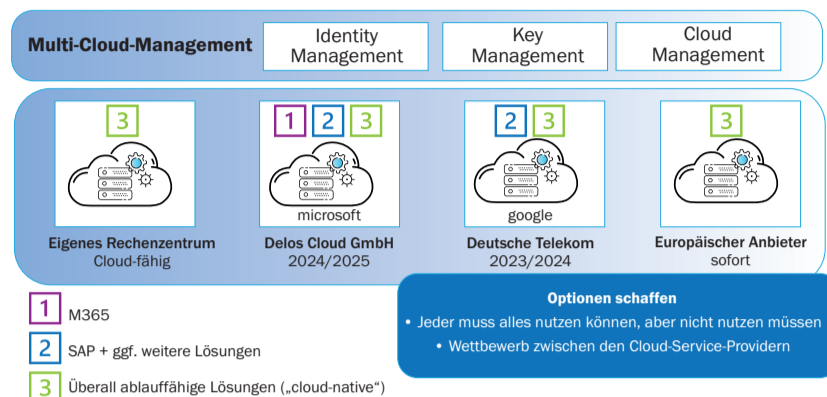 Multi-Cloud-Management
Identity
Management
Key
Management
Cloud
Management
3
1 2 3
2 3
3
microsoft
google
Eigenes Rechenzentrum
Cloud-fähig
Delos Cloud GmbH
2024/2025
Deutsche Telekom
2023/2024
Europäischer Anbieter
sofort
1 M365
2 SAP + ggf. weitere Lösungen
3 Überall ablauffähige Lösungen („cloud-native“)
Optionen schaffen
• Jeder muss alles nutzen können, aber nicht nutzen müssen
• Wettbewerb zwischen den Cloud-Service-Providern